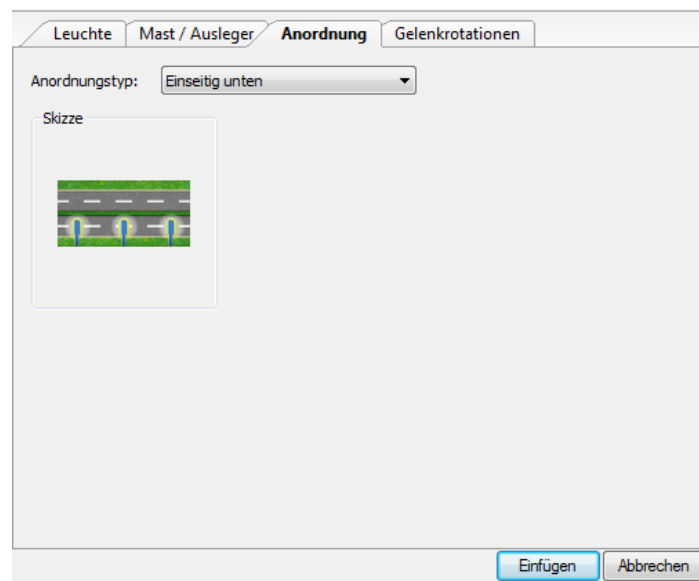 Leuchte Mast / Ausleger Anordnung Gelenkrotationen
Anordnungstyp: Einseitig unten
Skizze
Einfügen Abbrechen